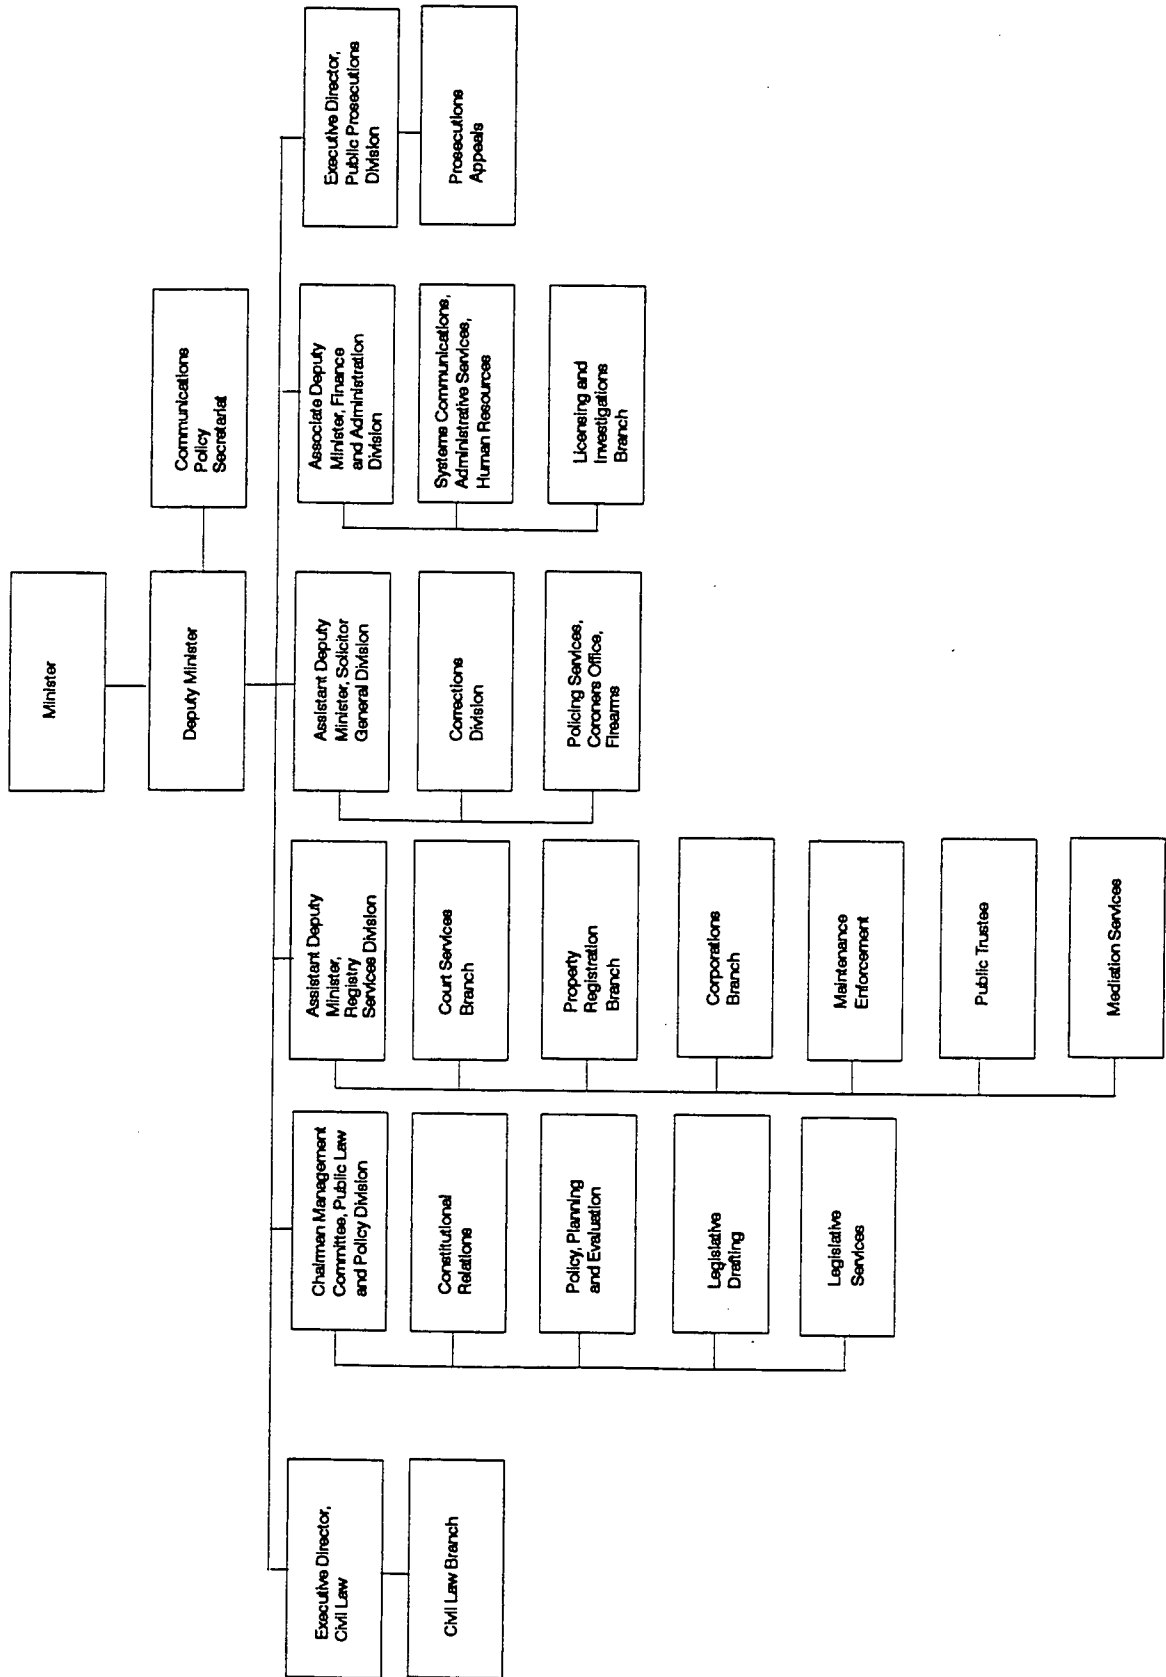 Minister
Deputy Minister
Communications
Policy
Secretariat
Executive Director,
Civil Law
Civil Law Branch
Chairman Management
Committee, Public Law
and Policy Division
Constitutional
Relations
Policy, Planning
and Evaluation
Legislative
Drafting
Legislative
Services
Assistant Deputy
Minister,
Registry
Services Division
Court Services
Branch
Property
Registration
Branch
Corporations
Branch
Maintenance
Enforcement
Public Trustee
Mediation Services
Assistant Deputy
Minister, Solicitor
General Division
Corrections
Division
Policing Services,
Coroners Office,
Firearms
Associate Deputy
Minister, Finance
and Administration
Division
Systems Communications,
Administrative Services,
Human Resources
Licensing and
Investigations
Branch
Executive Director,
Public Prosecutions
Division
Prosecutions
Appeals